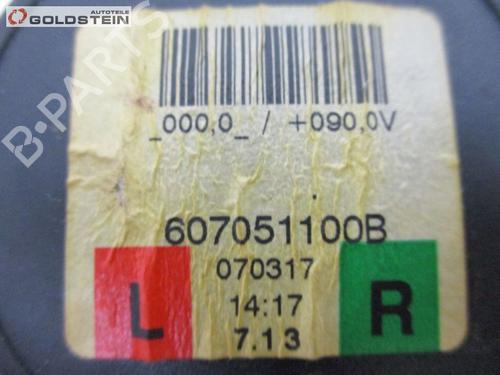 Autoteile
GOLDSTEIN
B-PARTS
_000,0_ / +090,0V
607051100B
070317
14:17
7.13
L
R